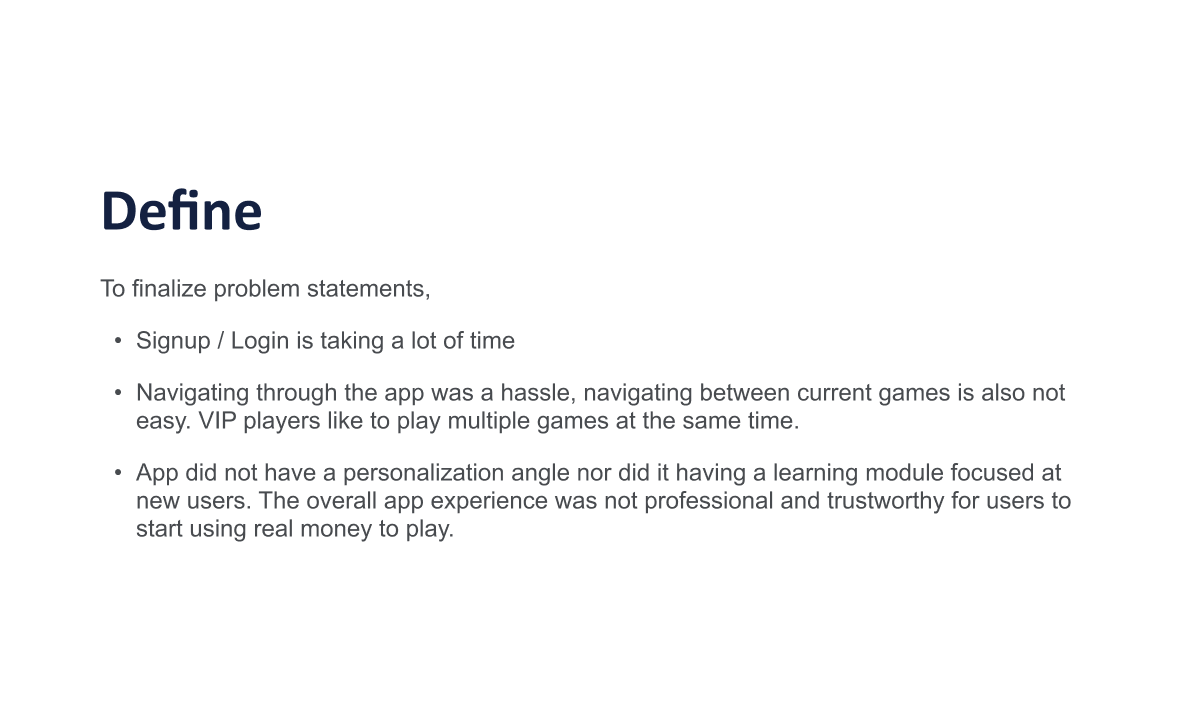 Define
To finalize problem statements,
• Signup / Login is taking a lot of time
• Navigating through the app was a hassle, navigating between current games is also not
easy. VIP players like to play multiple games at the same time.
• App did not have a personalization angle nor did it having a learning module focused at
new users. The overall app experience was not professional and trustworthy for users to
start using real money to play.